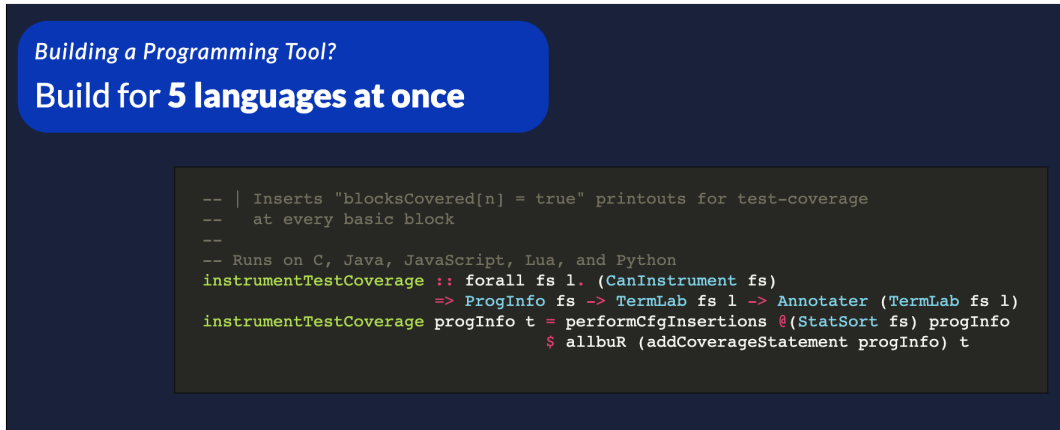 Building a Programming Tool?
Build for 5 languages at once
-- | Inserts "blocksCovered[n] = true" printouts for test-coverage
--   at every basic block
--
-- Runs on C, Java, JavaScript, Lua, and Python
instrumentTestCoverage :: forall fs l. (CanInstrument fs)
                       => ProgInfo fs -> TermLab fs l -> Annotater (TermLab fs l)
instrumentTestCoverage progInfo t = performCfgInsertions @(StatSort fs) progInfo
                                  $ allbuR (addCoverageStatement progInfo) t